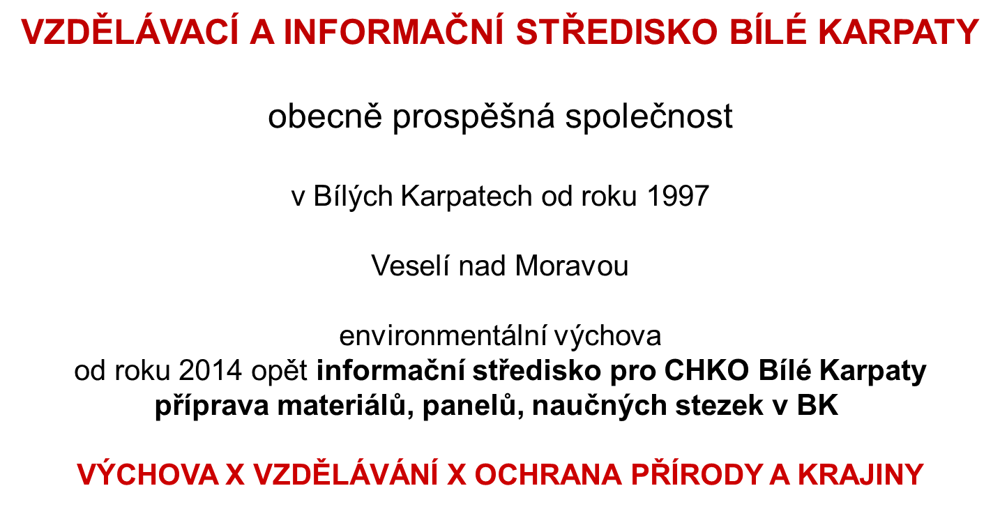 VZDĚLÁVACÍ A INFORMAČNÍ STŘEDISKO BÍLÉ KARPATY
obecně prospěšná společnost
v Bílých Karpatech od roku 1997
Veselí nad Moravou
environmentální výchova
od roku 2014 opět informační středisko pro CHKO Bílé Karpaty
příprava materiálů, panelů, naučných stezek v BK
VÝCHOVA X VZDĚLÁVÁNÍ X OCHRANA PŘÍRODY A KRAJINY